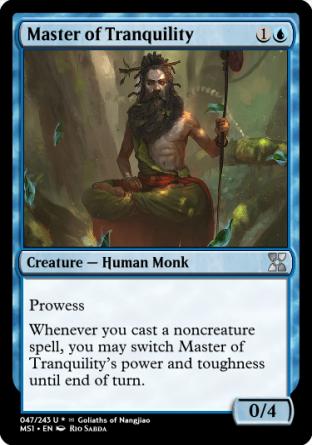 Master of Tranquility 1
Creature — Human Monk
Prowess
Whenever you cast a noncreature
spell, you may switch Master of
Tranquility's power and toughness
until end of turn.
047/243 U * ∞ Goliaths of Nangjiao
MS1 • EN RIO SABDA
0/4